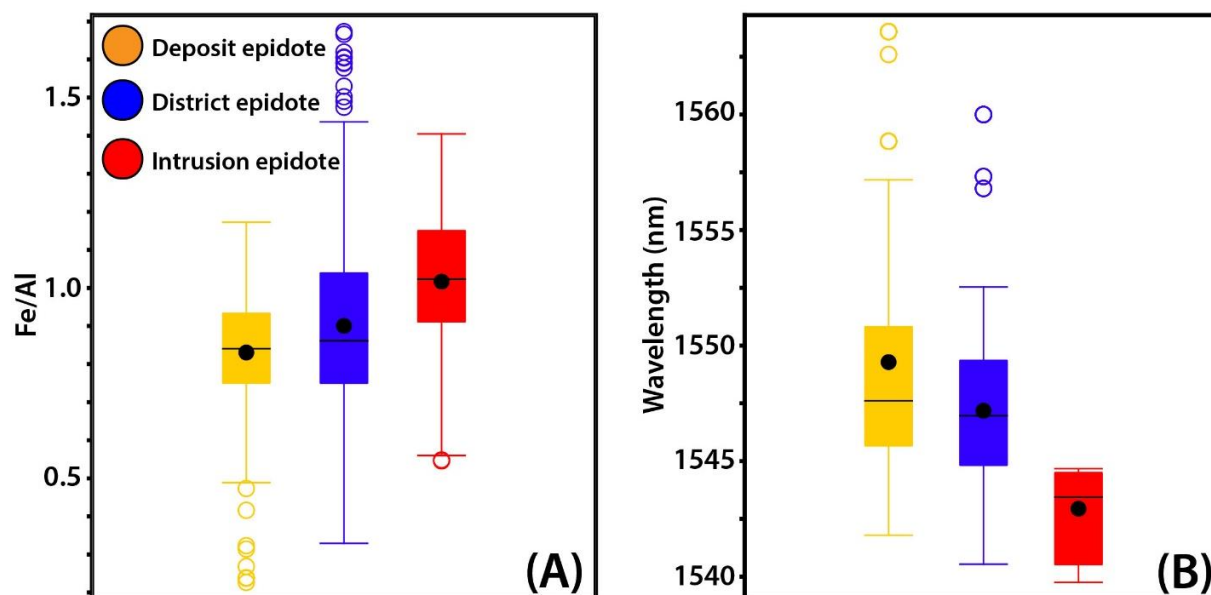 Deposit epidote
District epidote
Intrusion epidote
Fe/Al
1.5
1.0
0.5
(A)
Wavelength (nm)
1560
1555
1550
1545
1540
(B)